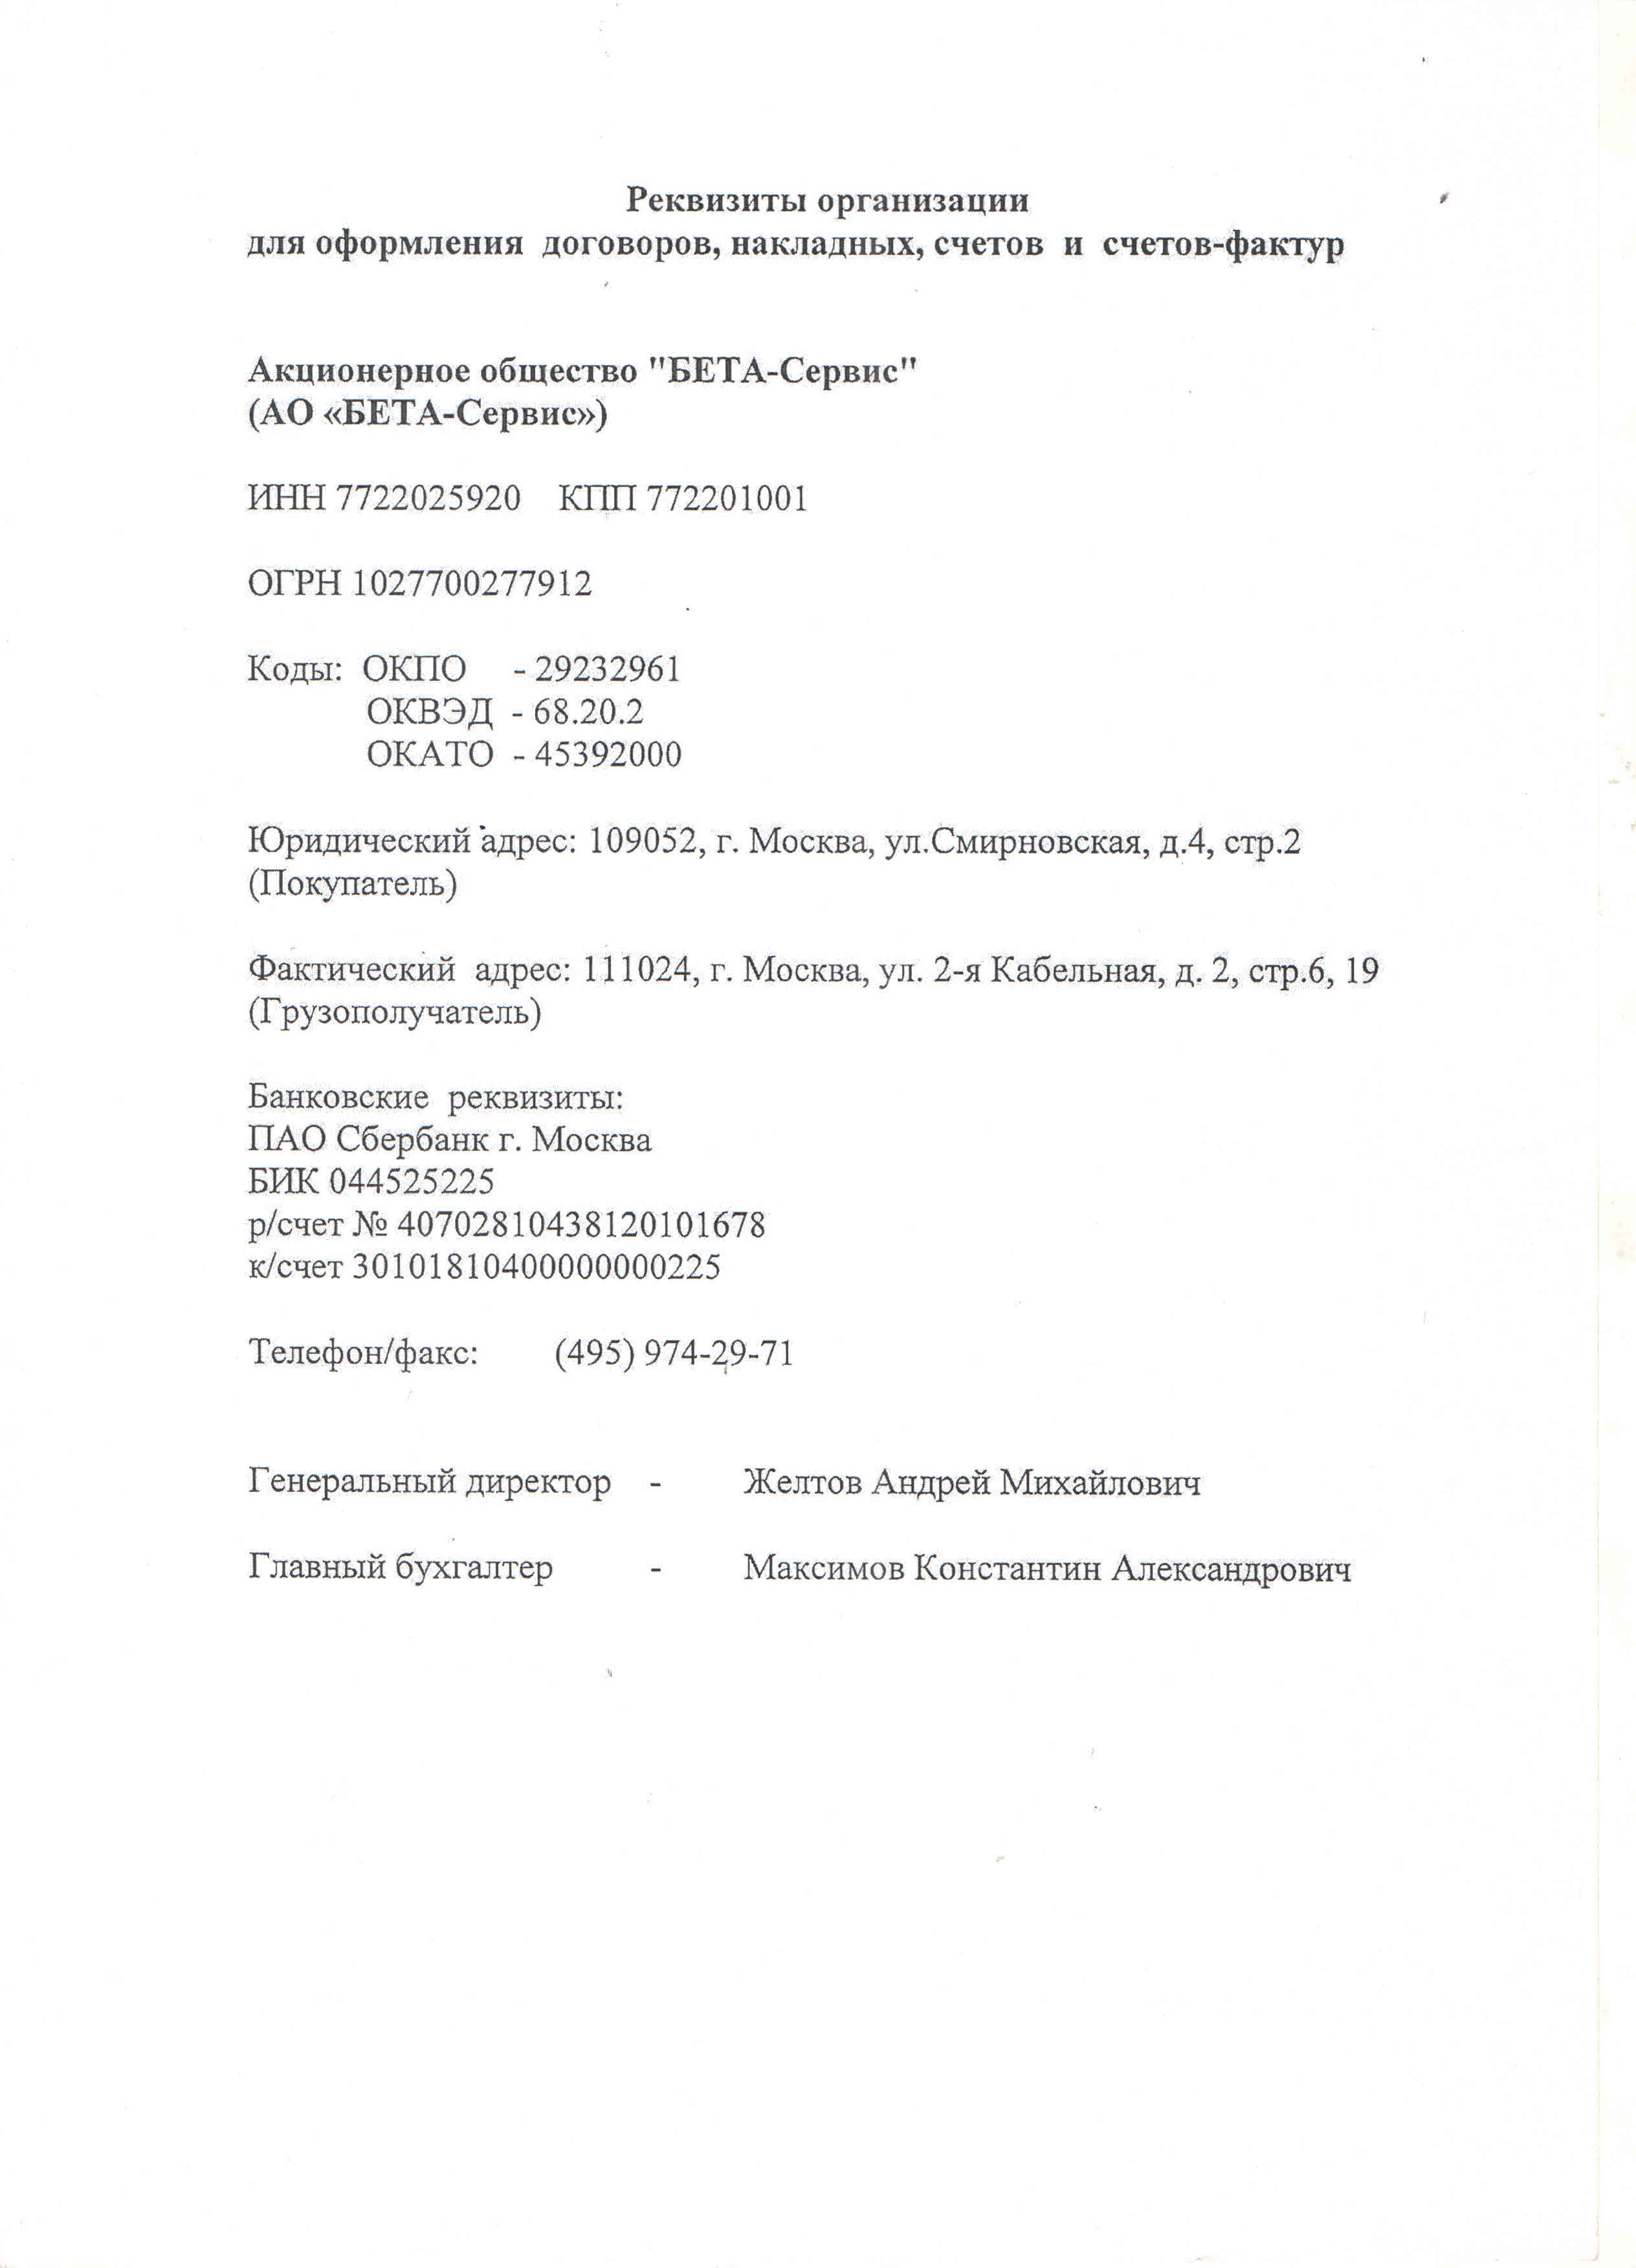 Реквизиты организации
для оформления договоров, накладных, счетов и счетов-фактур
Акционерное общество "БЕТА-Сервис"
(АО «БЕТА-Сервис»)
ИНН 7722025920 КПП 772201001
ОГРН 1027700277912
Коды: ОКПО - 29232961
ОКВЭД - 68.20.2
ОКАТО - 45392000
Юридический адрес: 109052, г. Москва, ул.Смирновская, д.4, стр.2
(Покупатель)
Фактический адрес: 111024, г. Москва, ул. 2-я Кабельная, д. 2, стр.6, 19
(Грузополучатель)
Банковские реквизиты:
ПАО Сбербанк г. Москва
БИК 044525225
р/счет № 40702810438120101678
к/счет 30101810400000000225
Телефон/факс: (495) 974-29-71
Генеральный директор - Желтов Андрей Михайлович
Главный бухгалтер - Максимов Константин Александрович